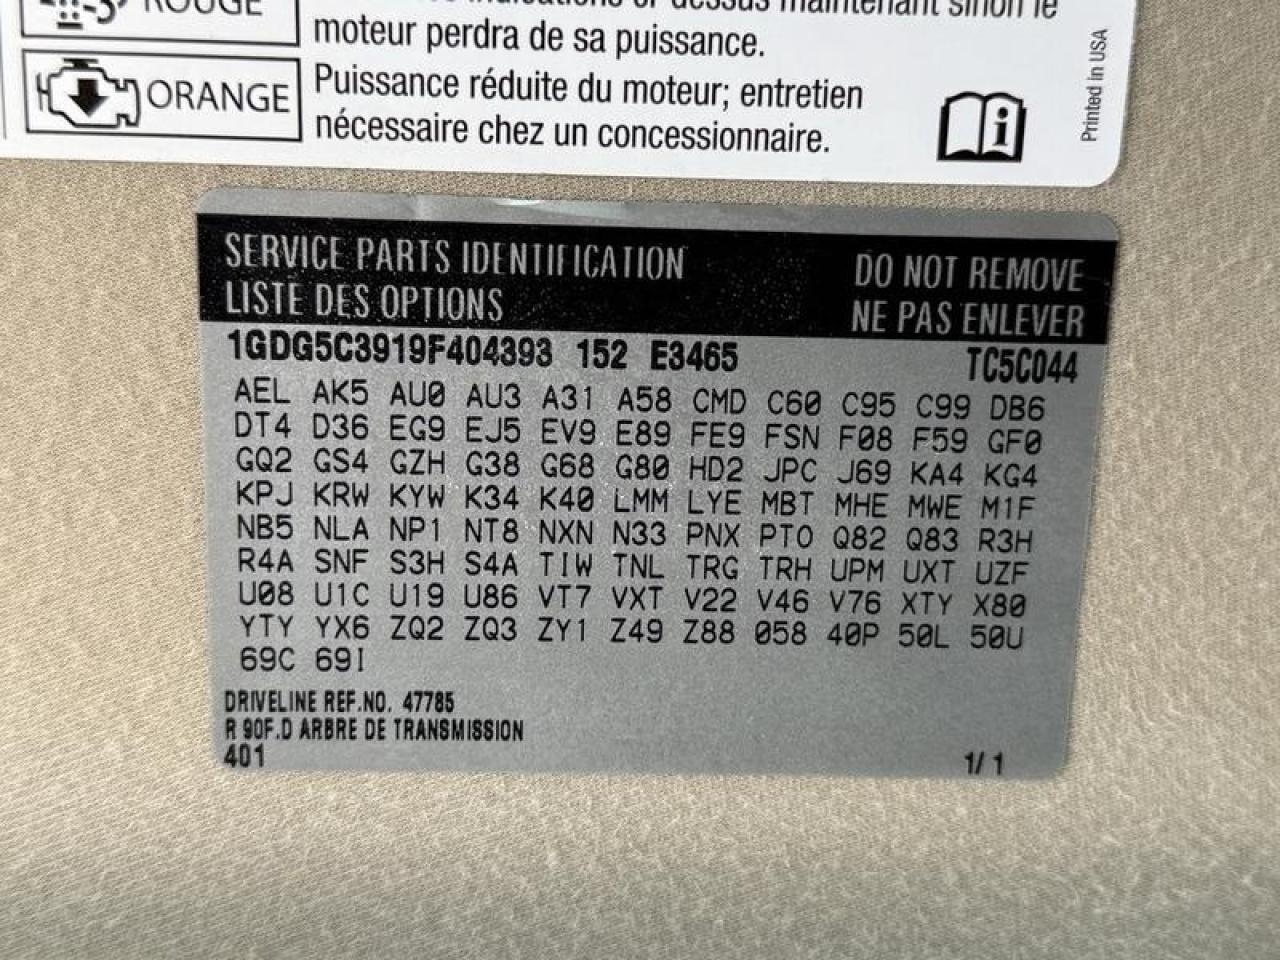 ROUGE
indications ci-dessus maintenant sinon le
moteur perdra de sa puissance.
ORANGE
Puissance réduite du moteur; entretien
nécessaire chez un concessionnaire.
i
Printed in USA
SERVICE PARTS IDENTIFICATION
DO NOT REMOVE
LISTE DES OPTIONS
NE PAS ENLEVER
1GDG5C3919F404393 152 E3465
TC5C044
AEL AK5 AU0 AU3 A31 A58 CMD C60 C95 C99 DB6
DT4 D36 EG9 EJ5 EV9 E89 FE9 FSN F08 F59 GF0
GQ2 GS4 GZH G38 G68 G80 HD2 JPC J69 KA4 KG4
KPJ KRW KYW K34 K40 LMM LYE MBT MHE MWE M1F
NB5 NLA NP1 NT8 NXN N33 PNX PTO Q82 Q83 R3H
R4A SNF S3H S4A TIW TNL TRG TRH UPM UXT UZF
U08 U1C U19 U86 VT7 VXT V22 V46 V76 XTY X80
YTY YX6 ZQ2 ZQ3 ZY1 Z49 Z88 058 40P 50L 50U
69C 69I
DRIVELINE REF.NO. 47785
R 90F.D ARBRE DE TRANSMISSION
401
1/ 1